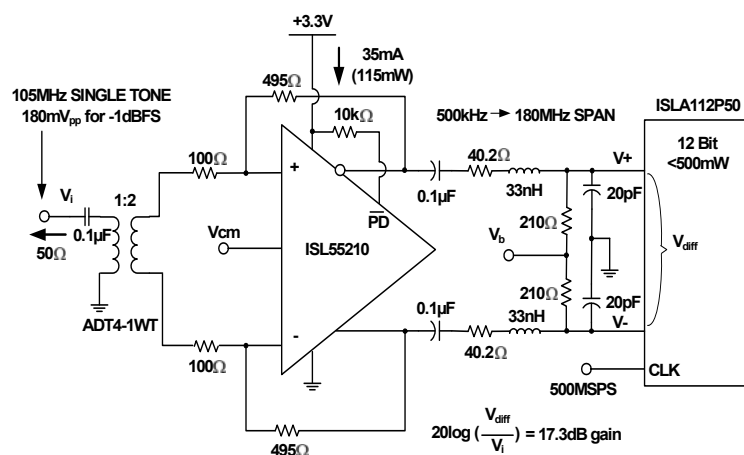 +3.3V
35mA
(115mW)
495Ω
105MHz SINGLE TONE
180mVpp for -1dBFS
10kΩ
500kHz → 180MHz SPAN
ISLA112P50
12 Bit
<500mW
100Ω
+
40.2Ω
V+
Vi
1:2
0.1µF
33nH
20pF
0.1µF
50Ω
PD
210Ω
Vcm
ISL55210
Vb
Vdiff
0.1µF
210Ω
33nH
20pF
ADT4-1WT
-
V-
100Ω
40.2Ω
CLK
500MSPS
495Ω
20log ( Vdiff / Vi ) = 17.3dB gain